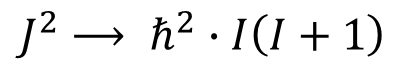 J² ⟶ ℏ² · I(I + 1)